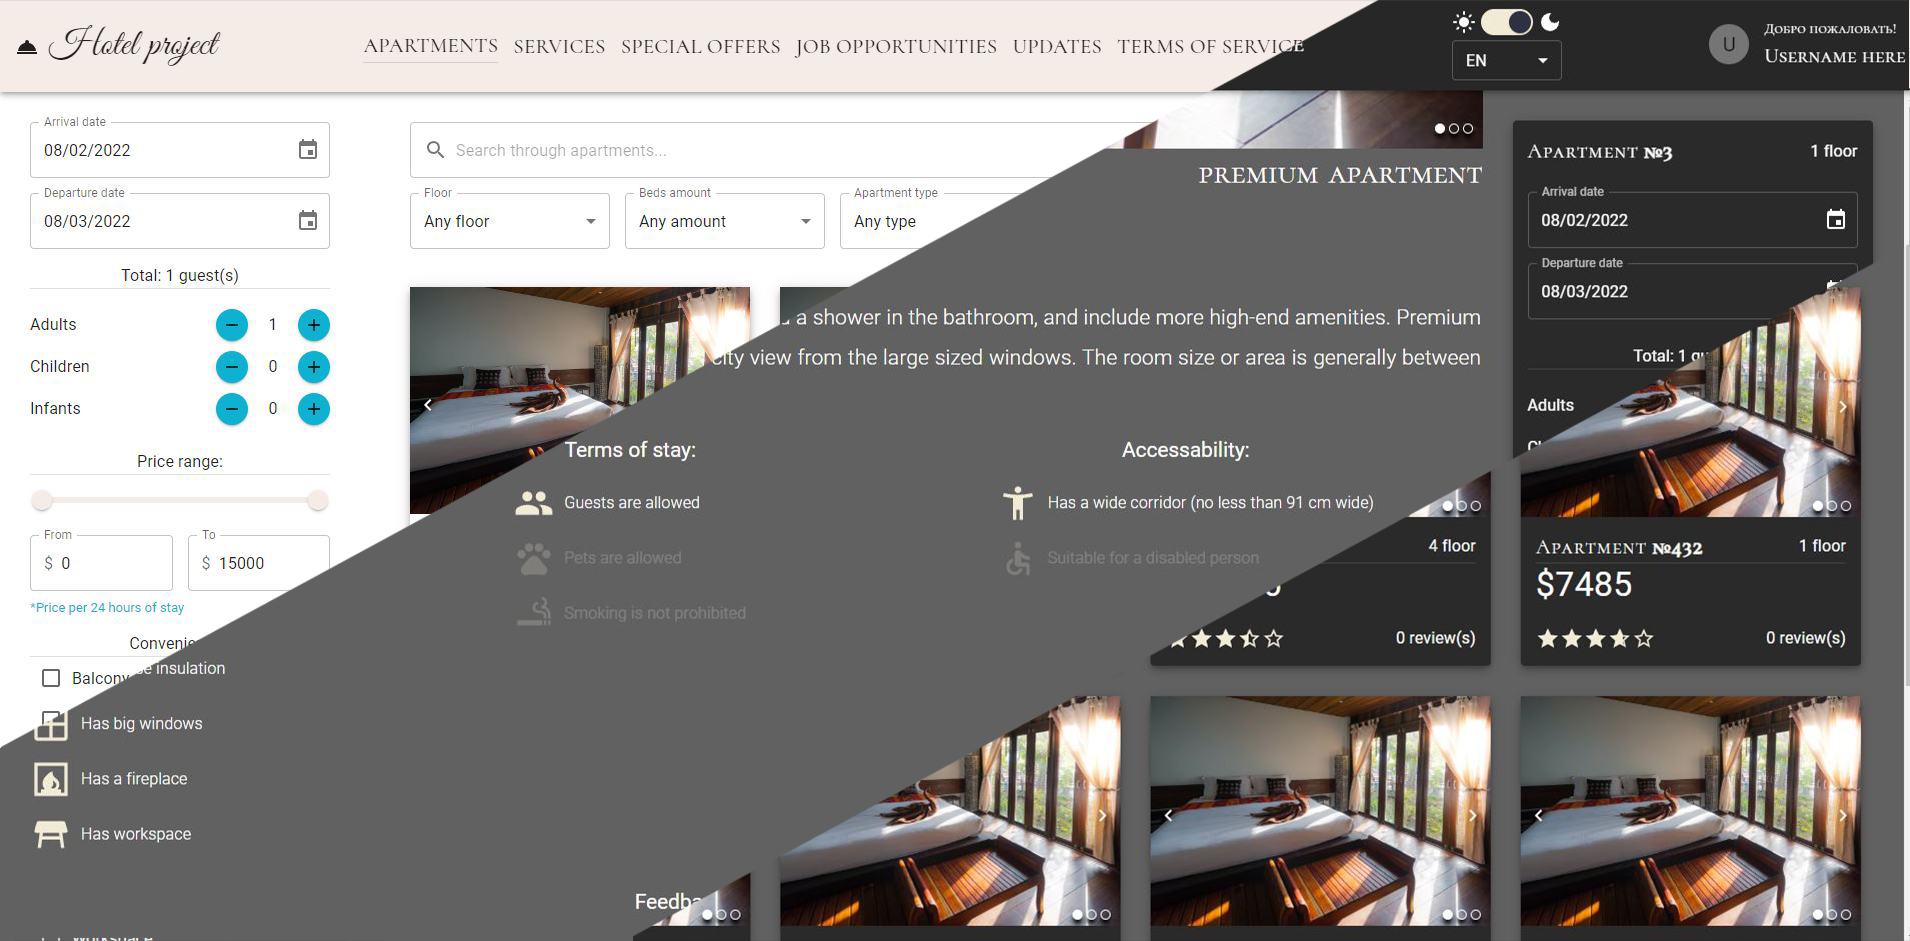 Hotel project
APARTMENTS SERVICES SPECIAL OFFERS JOB OPPORTUNITIES UPDATES TERMS OF SERVICE
EN
U
Добро пожаловать!
Username here
Arrival date
08/02/2022
Departure date
08/03/2022
Total: 1 guest(s)
Adults 1
Children 0
Infants 0
Price range:
From
$ 0
To
$ 15000
*Price per 24 hours of stay
Balcony
Search through apartments...
Floor
Any floor
Beds amount
Any amount
Apartment type
Any type
PREMIUM APARTMENT
a shower in the bathroom, and include more high-end amenities. Premium
city view from the large sized windows. The room size or area is generally between
Terms of stay:
Guests are allowed
Pets are allowed
Smoking is not prohibited
Accessability:
Has a wide corridor (no less than 91 cm wide)
Suitable for a disabled person
insulation
Has big windows
Has a fireplace
Has workspace
Apartment №3
1 floor
Arrival date
08/02/2022
Departure date
08/03/2022
Total: 1
Adults
4 floor
0 review(s)
Apartment №432
1 floor
$7485
0 review(s)